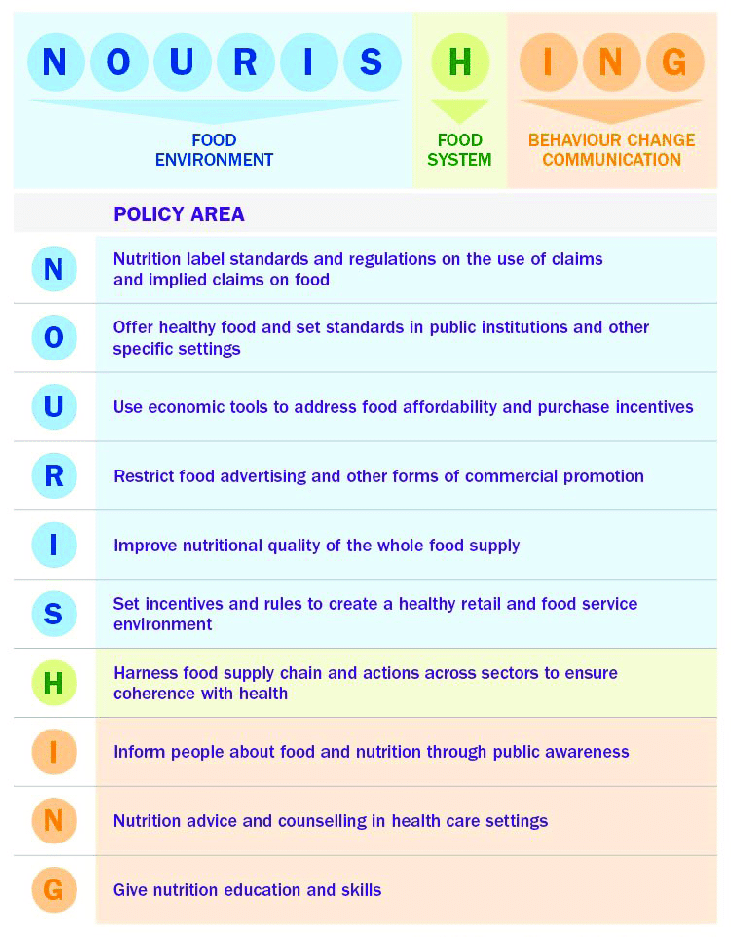 N O U R I S H I N G
FOOD
ENVIRONMENT
FOOD
SYSTEM
BEHAVIOUR CHANGE
COMMUNICATION
POLICY AREA
N
Nutrition label standards and regulations on the use of claims
and implied claims on food
O
Offer healthy food and set standards in public institutions and other
specific settings
U
Use economic tools to address food affordability and purchase incentives
R
Restrict food advertising and other forms of commercial promotion
I
Improve nutritional quality of the whole food supply
S
Set incentives and rules to create a healthy retail and food service
environment
H
Harness food supply chain and actions across sectors to ensure
coherence with health
I
Inform people about food and nutrition through public awareness
N
Nutrition advice and counselling in health care settings
G
Give nutrition education and skills